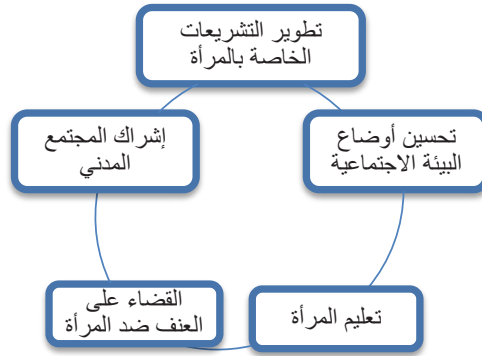 تطوير التشريعات
الخاصة بالمرأة
تحسين أوضاع
البيئة الاجتماعية
تعليم المرأة
القضاء على
العنف ضد المرأة
إشراك المجتمع
المدني